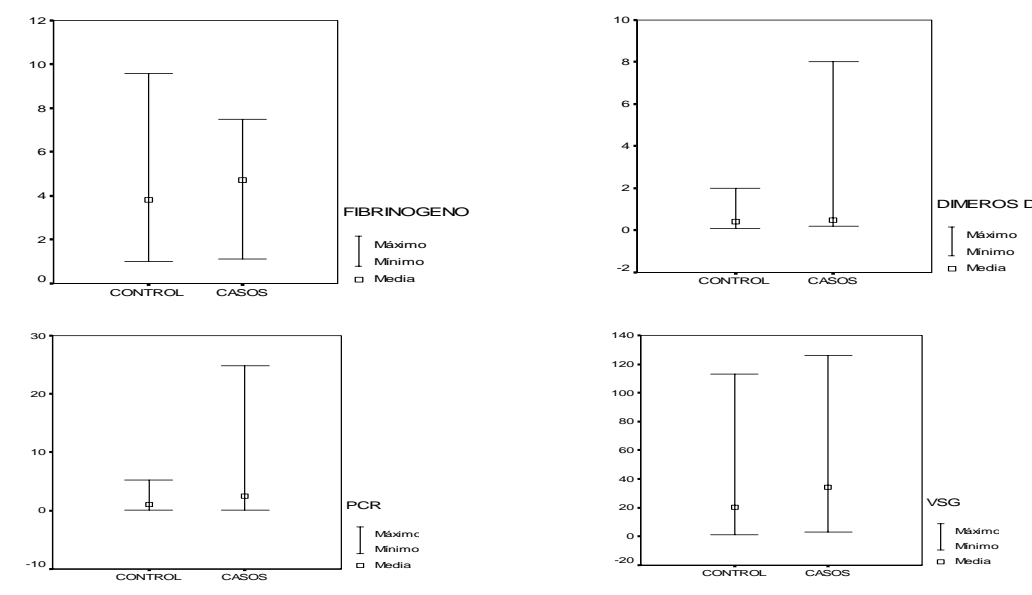 12
10
8
6
4
2
0
CONTROL CASOS
FIBRINOGENO
Máximo
Mínimo
Media
10
8
6
4
2
0
-2
CONTROL CASOS
DIMEROS D
Máximo
Mínimo
Media
30
20
10
0
-10
CONTROL CASOS
PCR
Máximc
Mínimo
Media
140
120
100
80
60
40
20
0
-20
CONTROL CASOS
VSG
Máximc
Mínimo
Media